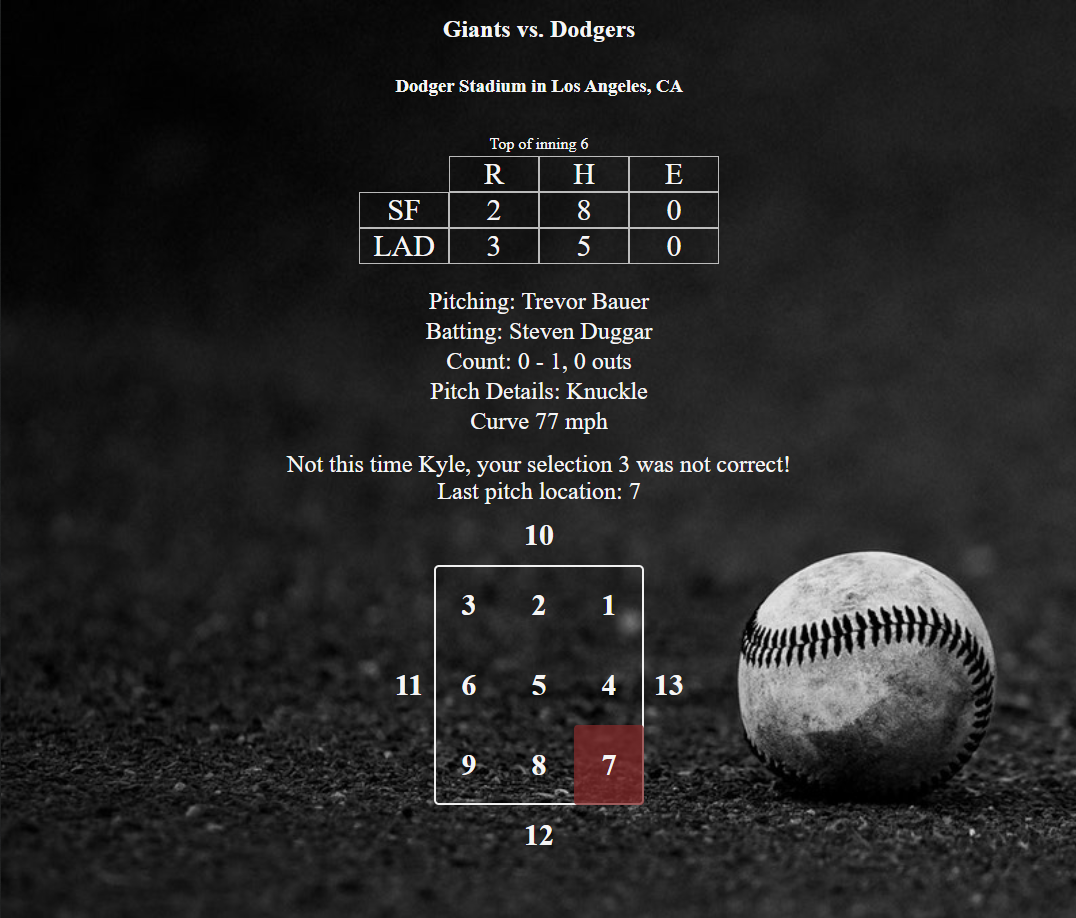 Giants vs. Dodgers
Dodger Stadium in Los Angeles, CA
Top of inning 6
R H E
SF 2 8 0
LAD 3 5 0
Pitching: Trevor Bauer
Batting: Steven Duggar
Count: 0 - 1, 0 outs
Pitch Details: Knuckle
Curve 77 mph
Not this time Kyle, your selection 3 was not correct!
Last pitch location: 7
10
3 2 1
11 6 5 4 13
9 8 7
12